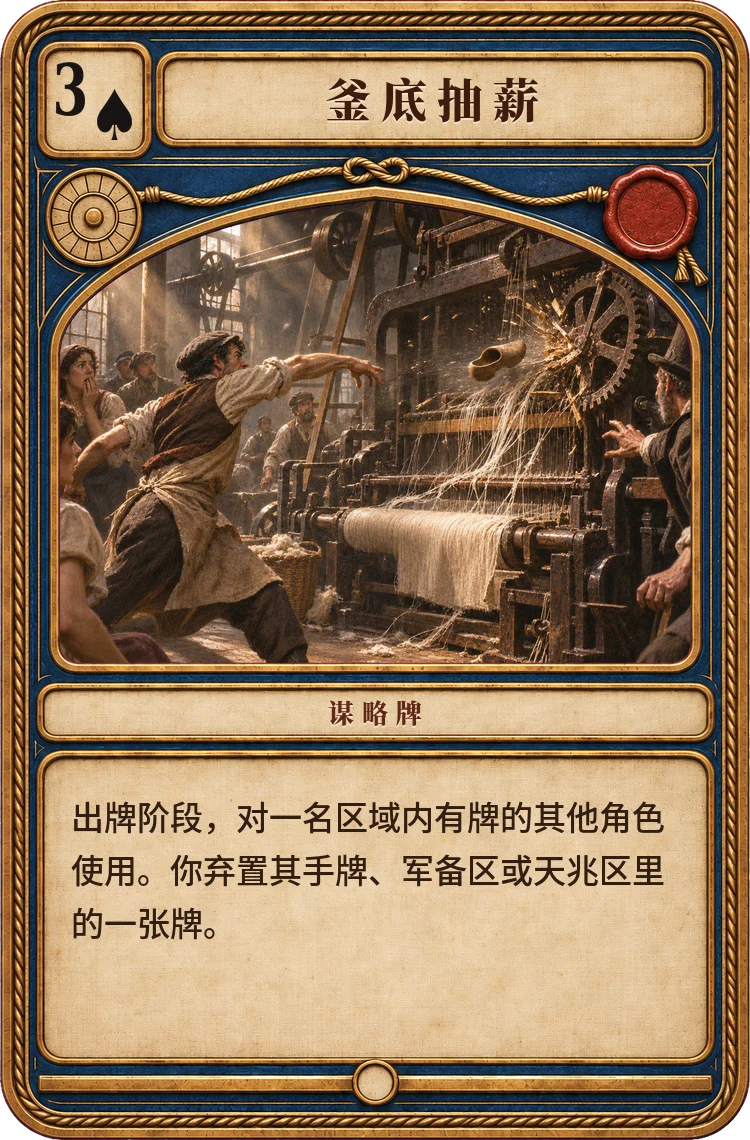 3♠
釜底抽薪
谋略牌
出牌阶段，对一名区域内有牌的其他角色
使用。你弃置其手牌、军备区或天兆区里
的一张牌。